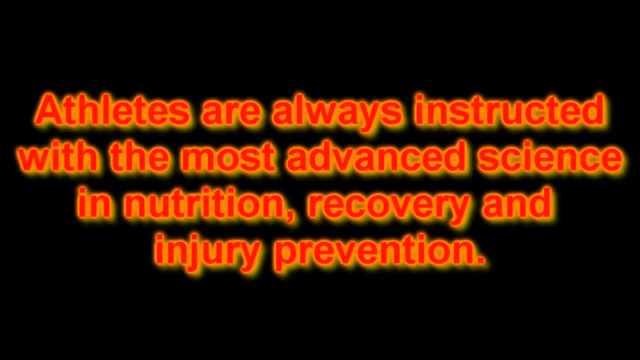 Athletes are always instructed
with the most advanced science
in nutrition, recovery and
injury prevention.